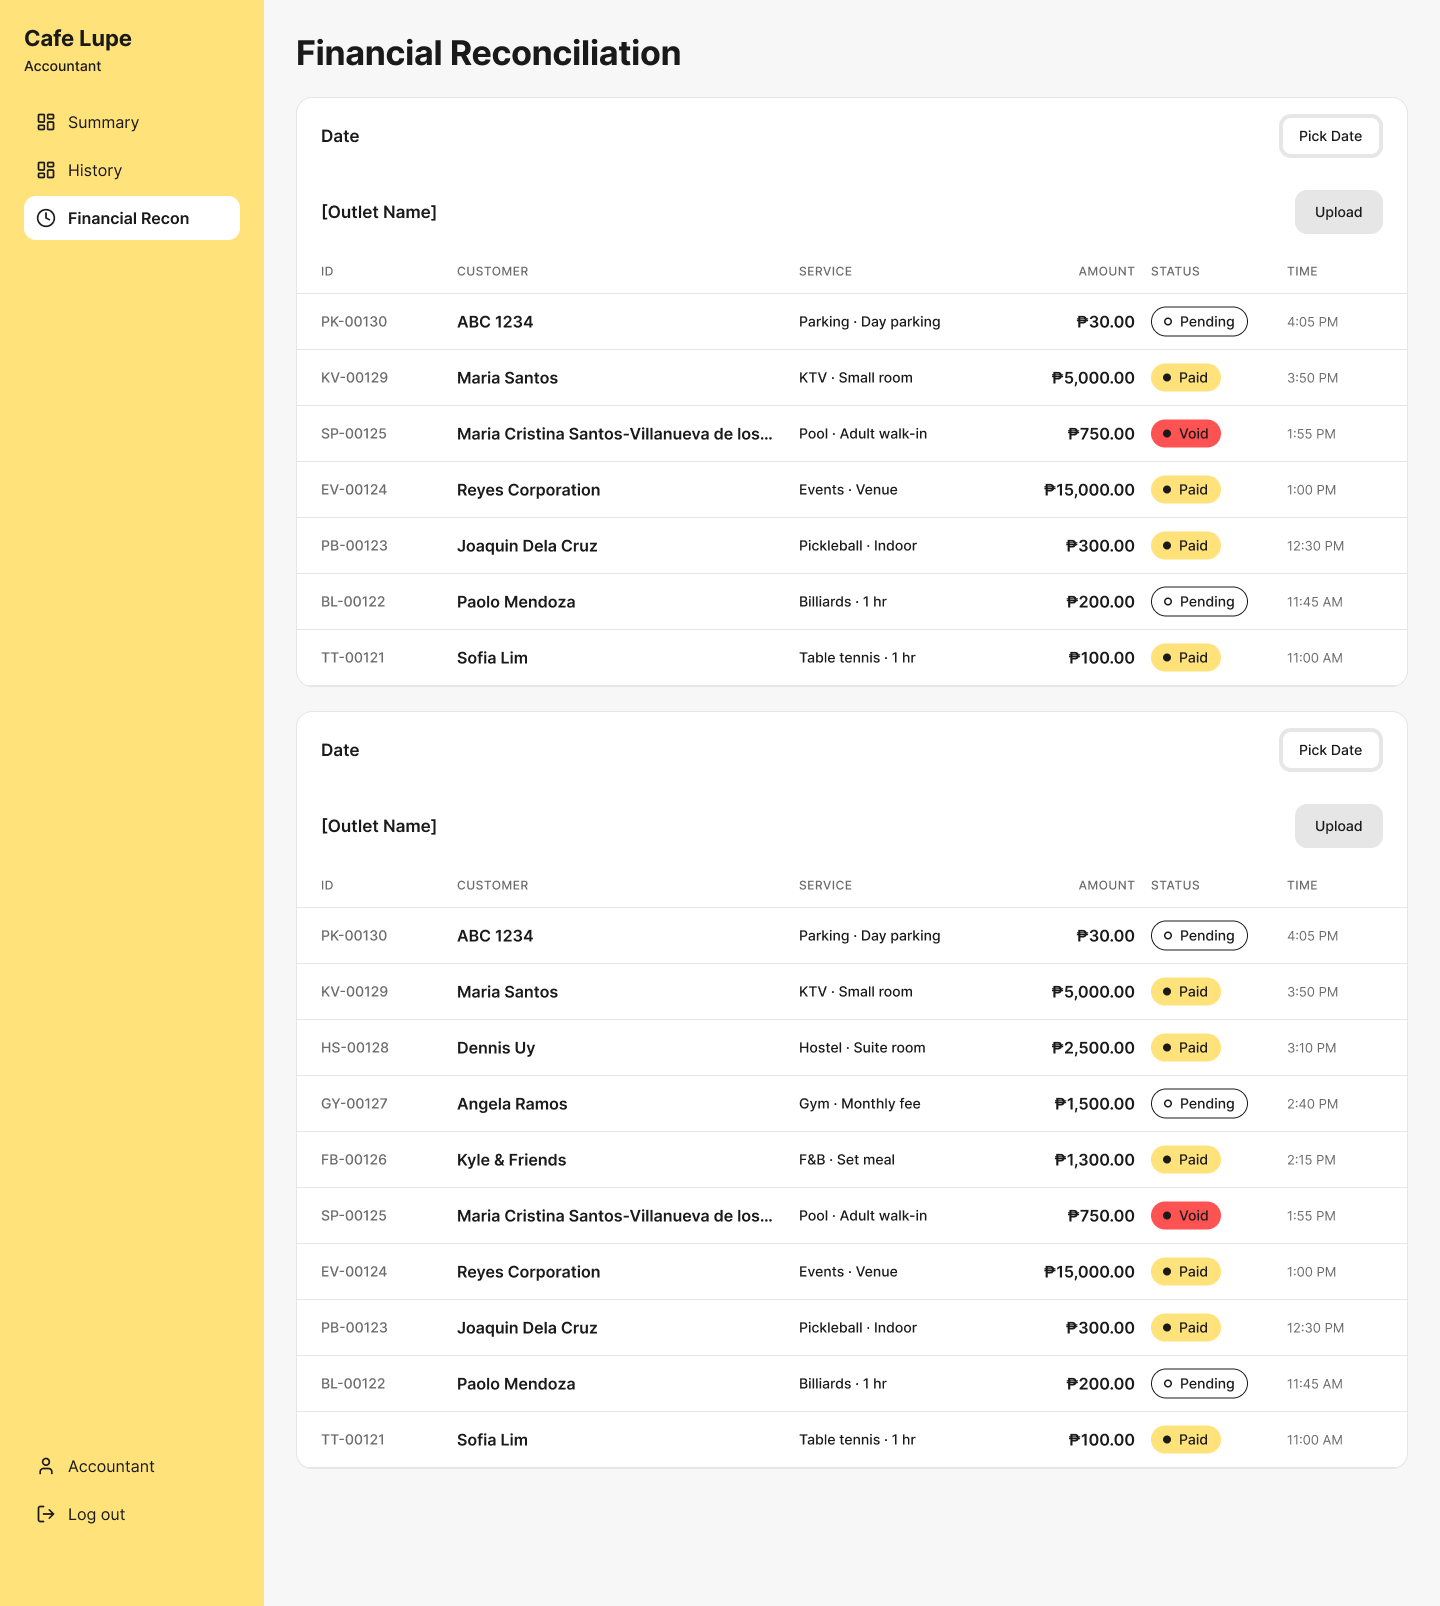 Cafe Lupe
Accountant
Summary
History
Financial Recon
Accountant
Log out
Financial Reconciliation
Date
Pick Date
[Outlet Name]
Upload
ID CUSTOMER SERVICE AMOUNT STATUS TIME
PK-00130 ABC 1234 Parking · Day parking ₱30.00 Pending 4:05 PM
KV-00129 Maria Santos KTV · Small room ₱5,000.00 Paid 3:50 PM
SP-00125 Maria Cristina Santos-Villanueva de los... Pool · Adult walk-in ₱750.00 Void 1:55 PM
EV-00124 Reyes Corporation Events · Venue ₱15,000.00 Paid 1:00 PM
PB-00123 Joaquin Dela Cruz Pickleball · Indoor ₱300.00 Paid 12:30 PM
BL-00122 Paolo Mendoza Billiards · 1 hr ₱200.00 Pending 11:45 AM
TT-00121 Sofia Lim Table tennis · 1 hr ₱100.00 Paid 11:00 AM
Date
Pick Date
[Outlet Name]
Upload
ID CUSTOMER SERVICE AMOUNT STATUS TIME
PK-00130 ABC 1234 Parking · Day parking ₱30.00 Pending 4:05 PM
KV-00129 Maria Santos KTV · Small room ₱5,000.00 Paid 3:50 PM
HS-00128 Dennis Uy Hostel · Suite room ₱2,500.00 Paid 3:10 PM
GY-00127 Angela Ramos Gym · Monthly fee ₱1,500.00 Pending 2:40 PM
FB-00126 Kyle & Friends F&B · Set meal ₱1,300.00 Paid 2:15 PM
SP-00125 Maria Cristina Santos-Villanueva de los... Pool · Adult walk-in ₱750.00 Void 1:55 PM
EV-00124 Reyes Corporation Events · Venue ₱15,000.00 Paid 1:00 PM
PB-00123 Joaquin Dela Cruz Pickleball · Indoor ₱300.00 Paid 12:30 PM
BL-00122 Paolo Mendoza Billiards · 1 hr ₱200.00 Pending 11:45 AM
TT-00121 Sofia Lim Table tennis · 1 hr ₱100.00 Paid 11:00 AM